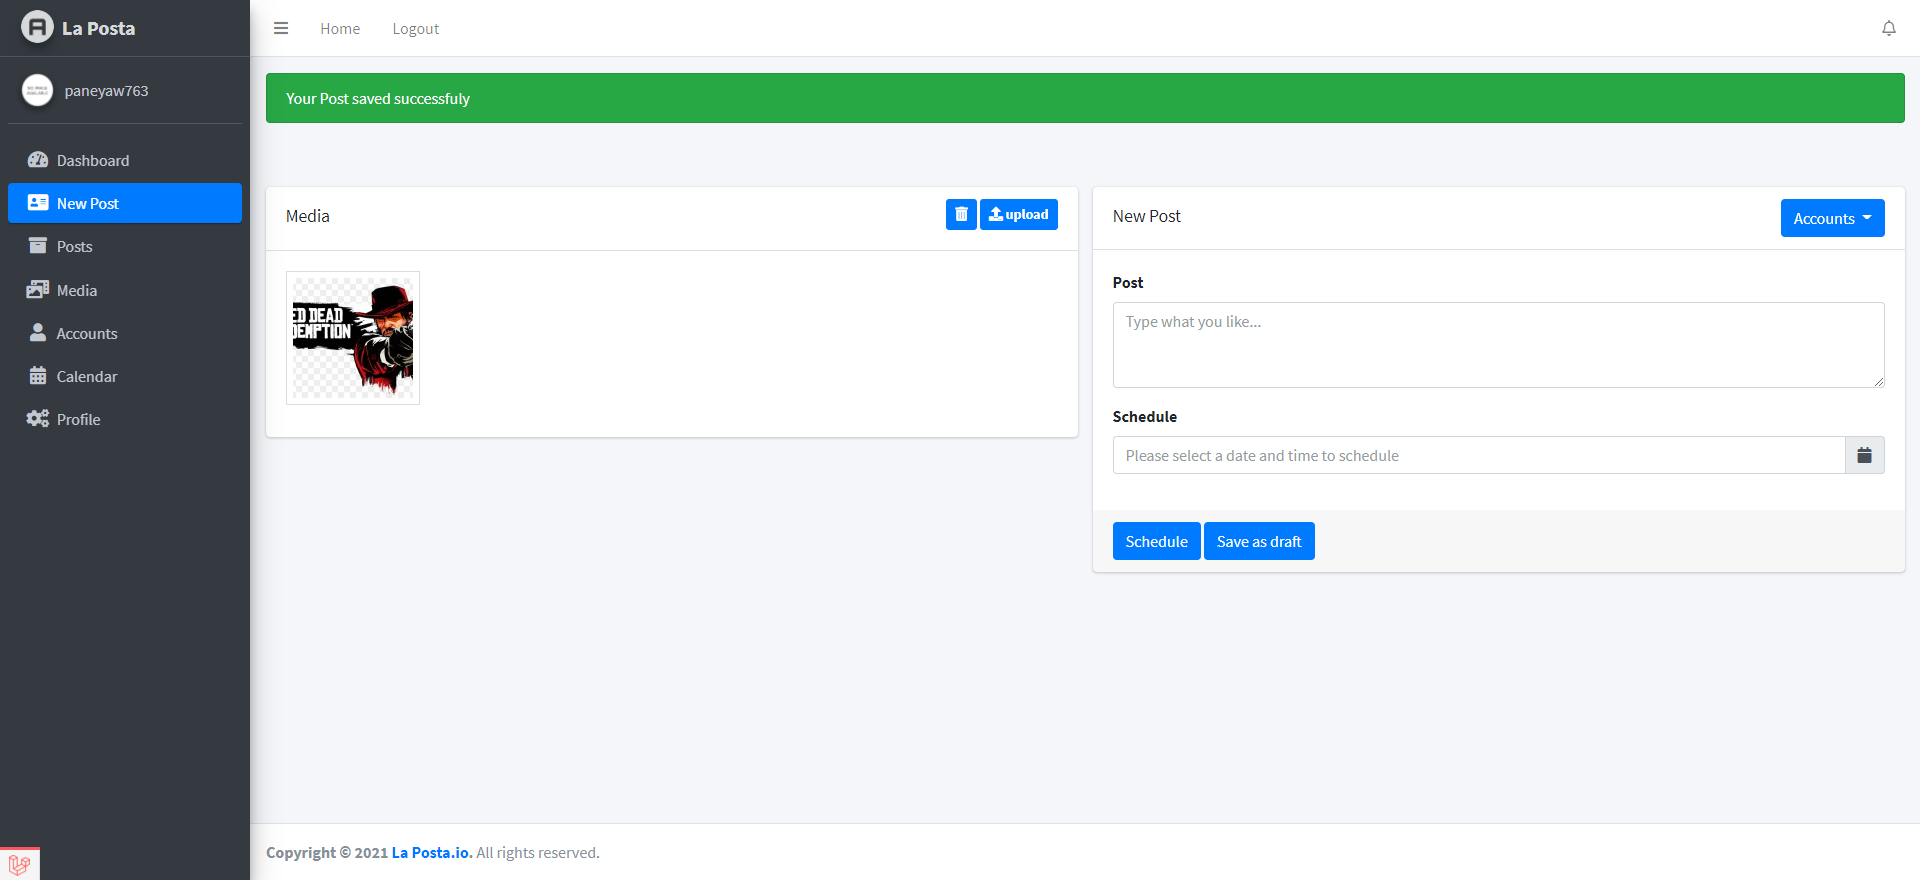 La Posta
Home
Logout
paneyaw763
Your Post saved successfuly
Dashboard
New Post
Posts
Media
Accounts
Calendar
Profile
Media
upload
ED DEAD
DEMPTION
New Post
Accounts
Post
Type what you like...
Schedule
Please select a date and time to schedule
Schedule
Save as draft
Copyright © 2021 La Posta.io. All rights reserved.